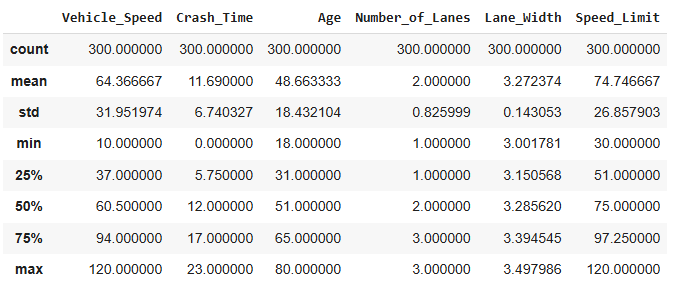 Vehicle_Speed Crash_Time Age Number_of_Lanes Lane_Width Speed_Limit
count 300.000000 300.000000 300.000000 300.000000 300.000000 300.000000
mean 64.366667 11.690000 48.663333 2.000000 3.272374 74.746667
std 31.951974 6.740327 18.432104 0.825999 0.143053 26.857903
min 10.000000 0.000000 18.000000 1.000000 3.001781 30.000000
25% 37.000000 5.750000 31.000000 1.000000 3.150568 51.000000
50% 60.500000 12.000000 51.000000 2.000000 3.285620 75.000000
75% 94.000000 17.000000 65.000000 3.000000 3.394545 97.250000
max 120.000000 23.000000 80.000000 3.000000 3.497986 120.000000